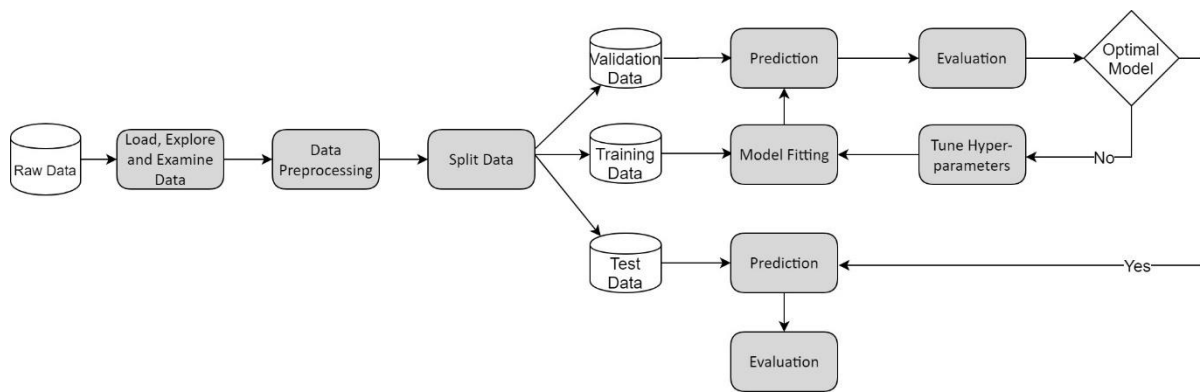 Validation
Data
Prediction
Evaluation
Optimal
Model
Raw Data
Load, Explore
and Examine
Data
Data
Preprocessing
Split Data
Training
Data
Model Fitting
Tune Hyper-
parameters
No
Test
Data
Prediction
Yes
Evaluation